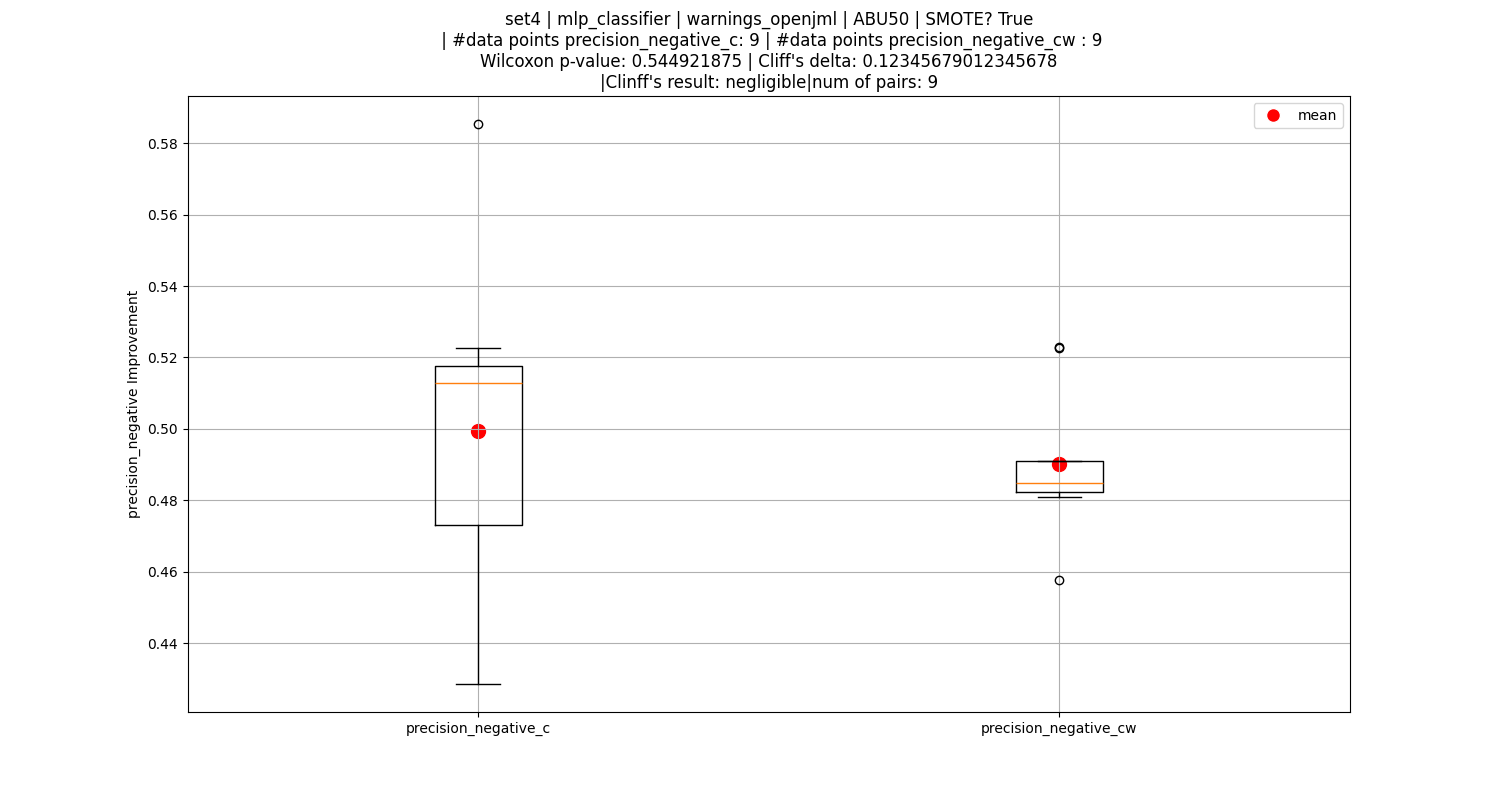 set4 | mlp_classifier | warnings_openjml | ABU50 | SMOTE? True
| #data points precision_negative_c: 9 | #data points precision_negative_cw : 9
Wilcoxon p-value: 0.544921875 | Cliff's delta: 0.12345679012345678
|Clinff's result: negligible|num of pairs: 9
mean
0.58
0.56
0.54
0.52
0.50
0.48
0.46
0.44
precision_negative Improvement
precision_negative_c
precision_negative_cw